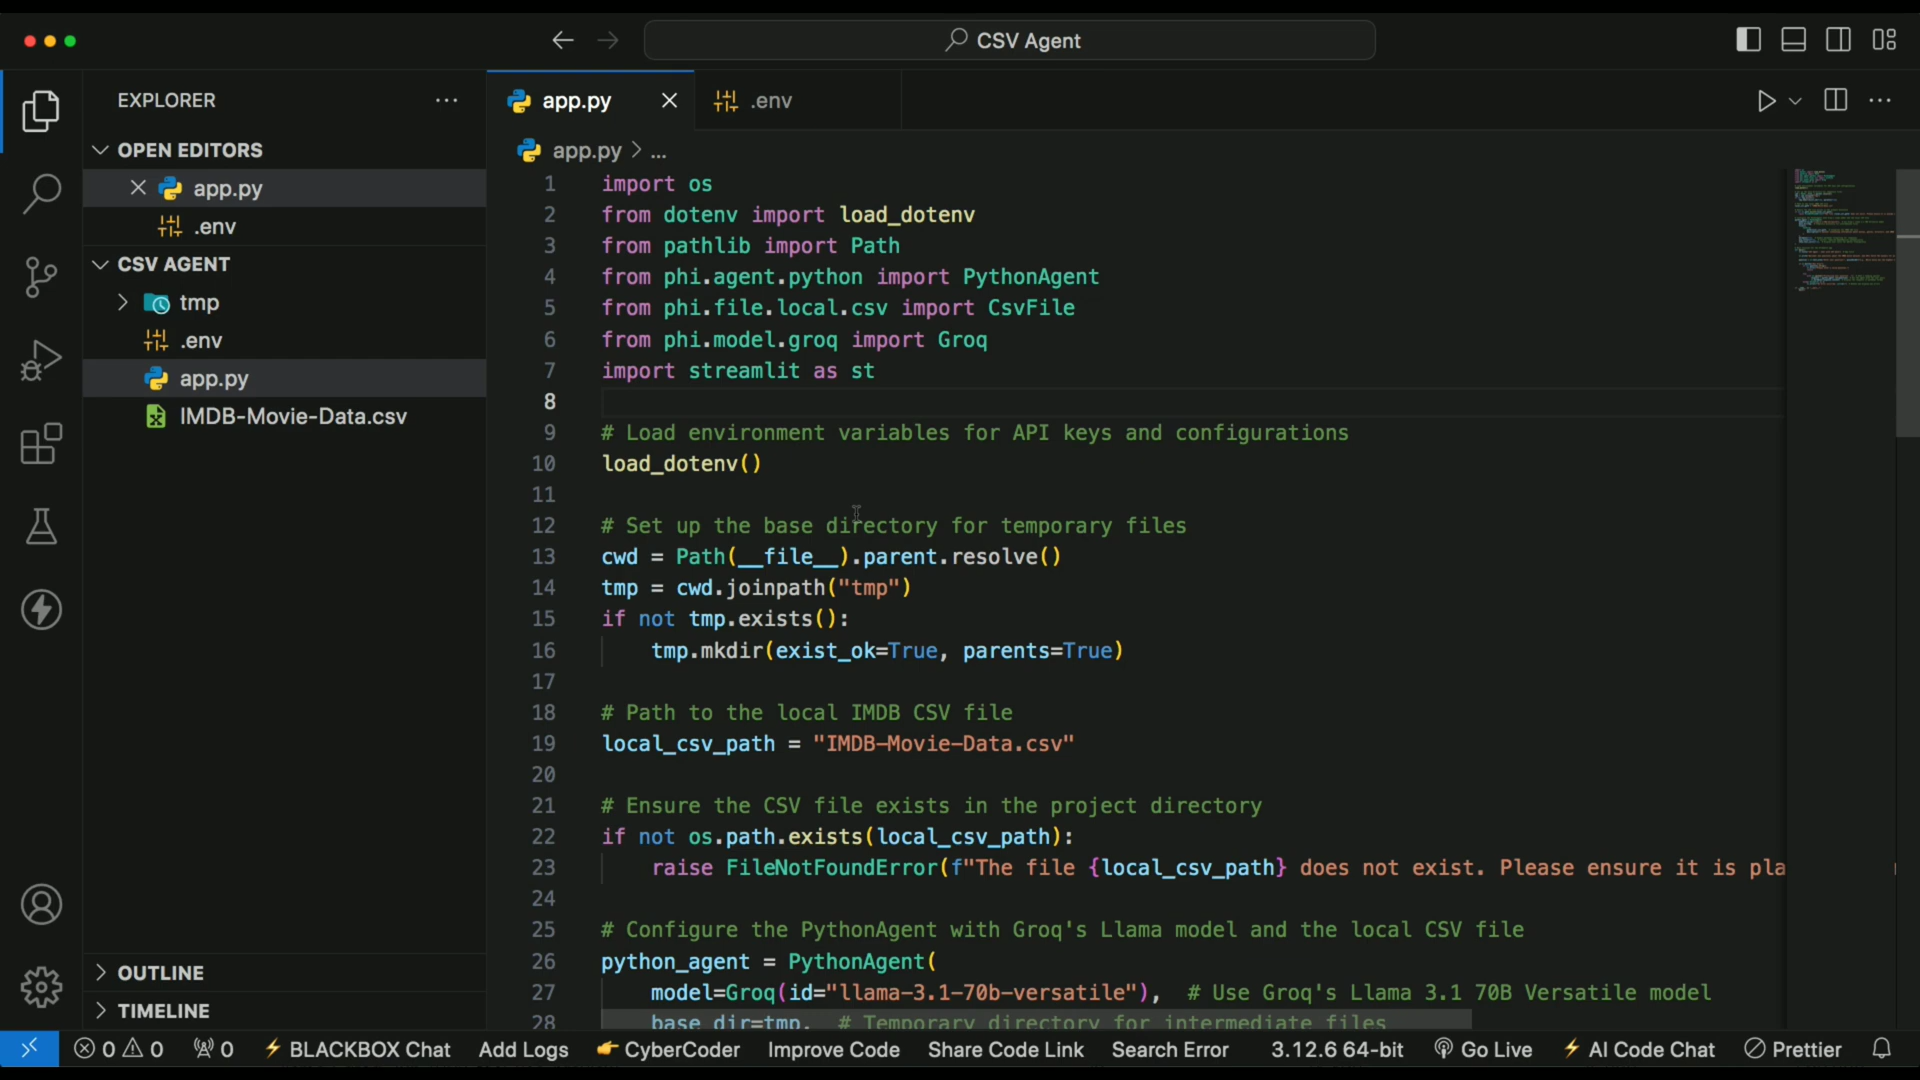 CSV Agent
EXPLORER
OPEN EDITORS
app.py
.env
CSV AGENT
tmp
.env
app.py
IMDB-Movie-Data.csv
OUTLINE
TIMELINE
app.py
.env
app.py > ...
1 import os
2 from dotenv import load_dotenv
3 from pathlib import Path
4 from phi.agent.python import PythonAgent
5 from phi.file.local.csv import CsvFile
6 from phi.model.groq import Groq
7 import streamlit as st
8
9 # Load environment variables for API keys and configurations
10 load_dotenv()
11
12 # Set up the base directory for temporary files
13 cwd = Path(__file__).parent.resolve()
14 tmp = cwd.joinpath("tmp")
15 if not tmp.exists():
16     tmp.mkdir(exist_ok=True, parents=True)
17
18 # Path to the local IMDB CSV file
19 local_csv_path = "IMDB-Movie-Data.csv"
20
21 # Ensure the CSV file exists in the project directory
22 if not os.path.exists(local_csv_path):
23     raise FileNotFoundError(f"The file {local_csv_path} does not exist. Please ensure it is pla
24
25 # Configure the PythonAgent with Groq's Llama model and the local CSV file
26 python_agent = PythonAgent(
27     model=Groq(id="llama-3.1-70b-versatile"),  # Use Groq's Llama 3.1 70B Versatile model
28     base_dir=tmp,  # Temporary directory for intermediate files
0 0 0 BLACKBOX Chat Add Logs CyberCoder Improve Code Share Code Link Search Error 3.12.6 64-bit Go Live AI Code Chat Prettier